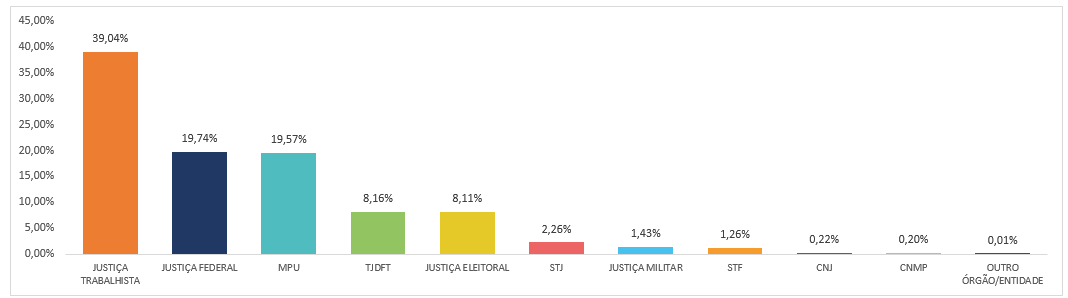 45,00%
40,00%
35,00%
30,00%
25,00%
20,00%
15,00%
10,00%
5,00%
0,00%
39,04%
19,74%
19,57%
8,16%
8,11%
2,26%
1,43%
1,26%
0,22%
0,20%
0,01%
JUSTIÇA
TRABALHISTA
JUSTIÇA FEDERAL
MPU
TJDFT
JUSTIÇA ELEITORAL
STJ
JUSTIÇA MILITAR
STF
CNJ
CNMP
OUTRO
ÓRGÃO/ENTIDADE